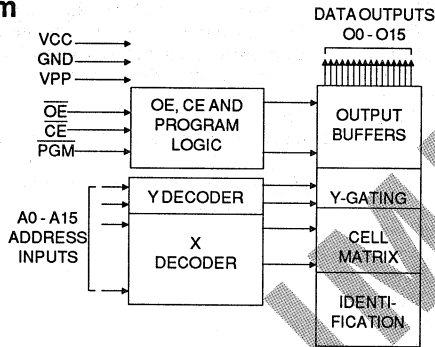 m
DATA OUTPUTS
O0 - O15
VCC
GND
VPP
OE
CE
PGM
OE, CE AND
PROGRAM
LOGIC
OUTPUT
BUFFERS
A0 - A15
ADDRESS
INPUTS
Y DECODER
X
DECODER
Y-GATING
CELL
MATRIX
IDENTI-
FICATION